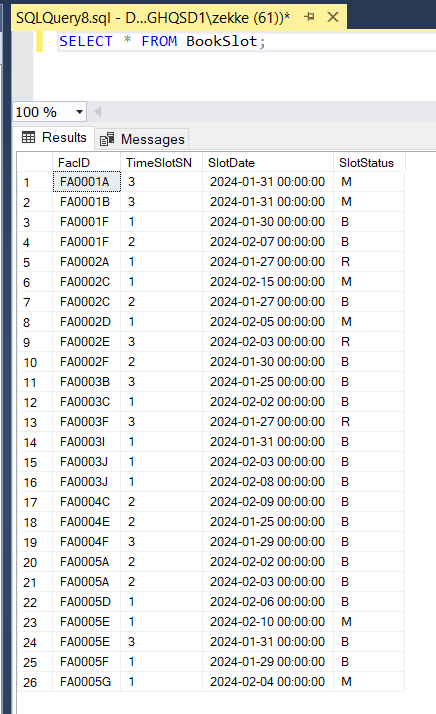 SQLQuery8.sql - D...GHQSD1\zekke (61))*
SELECT * FROM BookSlot;
100 %
Results Messages
FacID TimeSlotSN SlotDate SlotStatus
1 FA0001A 3 2024-01-31 00:00:00 M
2 FA0001B 3 2024-01-31 00:00:00 M
3 FA0001F 1 2024-01-30 00:00:00 B
4 FA0001F 2 2024-02-07 00:00:00 B
5 FA0002A 1 2024-01-27 00:00:00 R
6 FA0002C 1 2024-02-15 00:00:00 M
7 FA0002C 2 2024-01-27 00:00:00 B
8 FA0002D 1 2024-02-05 00:00:00 M
9 FA0002E 3 2024-02-03 00:00:00 R
10 FA0002F 2 2024-01-30 00:00:00 B
11 FA0003B 3 2024-01-25 00:00:00 B
12 FA0003C 1 2024-02-02 00:00:00 B
13 FA0003F 3 2024-01-27 00:00:00 R
14 FA0003I 1 2024-01-31 00:00:00 B
15 FA0003J 1 2024-02-03 00:00:00 B
16 FA0003J 1 2024-02-08 00:00:00 B
17 FA0004C 2 2024-02-09 00:00:00 B
18 FA0004E 2 2024-01-25 00:00:00 B
19 FA0004F 3 2024-01-29 00:00:00 B
20 FA0005A 2 2024-02-02 00:00:00 B
21 FA0005A 2 2024-02-03 00:00:00 B
22 FA0005D 1 2024-02-06 00:00:00 B
23 FA0005E 1 2024-02-10 00:00:00 M
24 FA0005E 3 2024-01-31 00:00:00 B
25 FA0005F 1 2024-01-29 00:00:00 B
26 FA0005G 1 2024-02-04 00:00:00 M